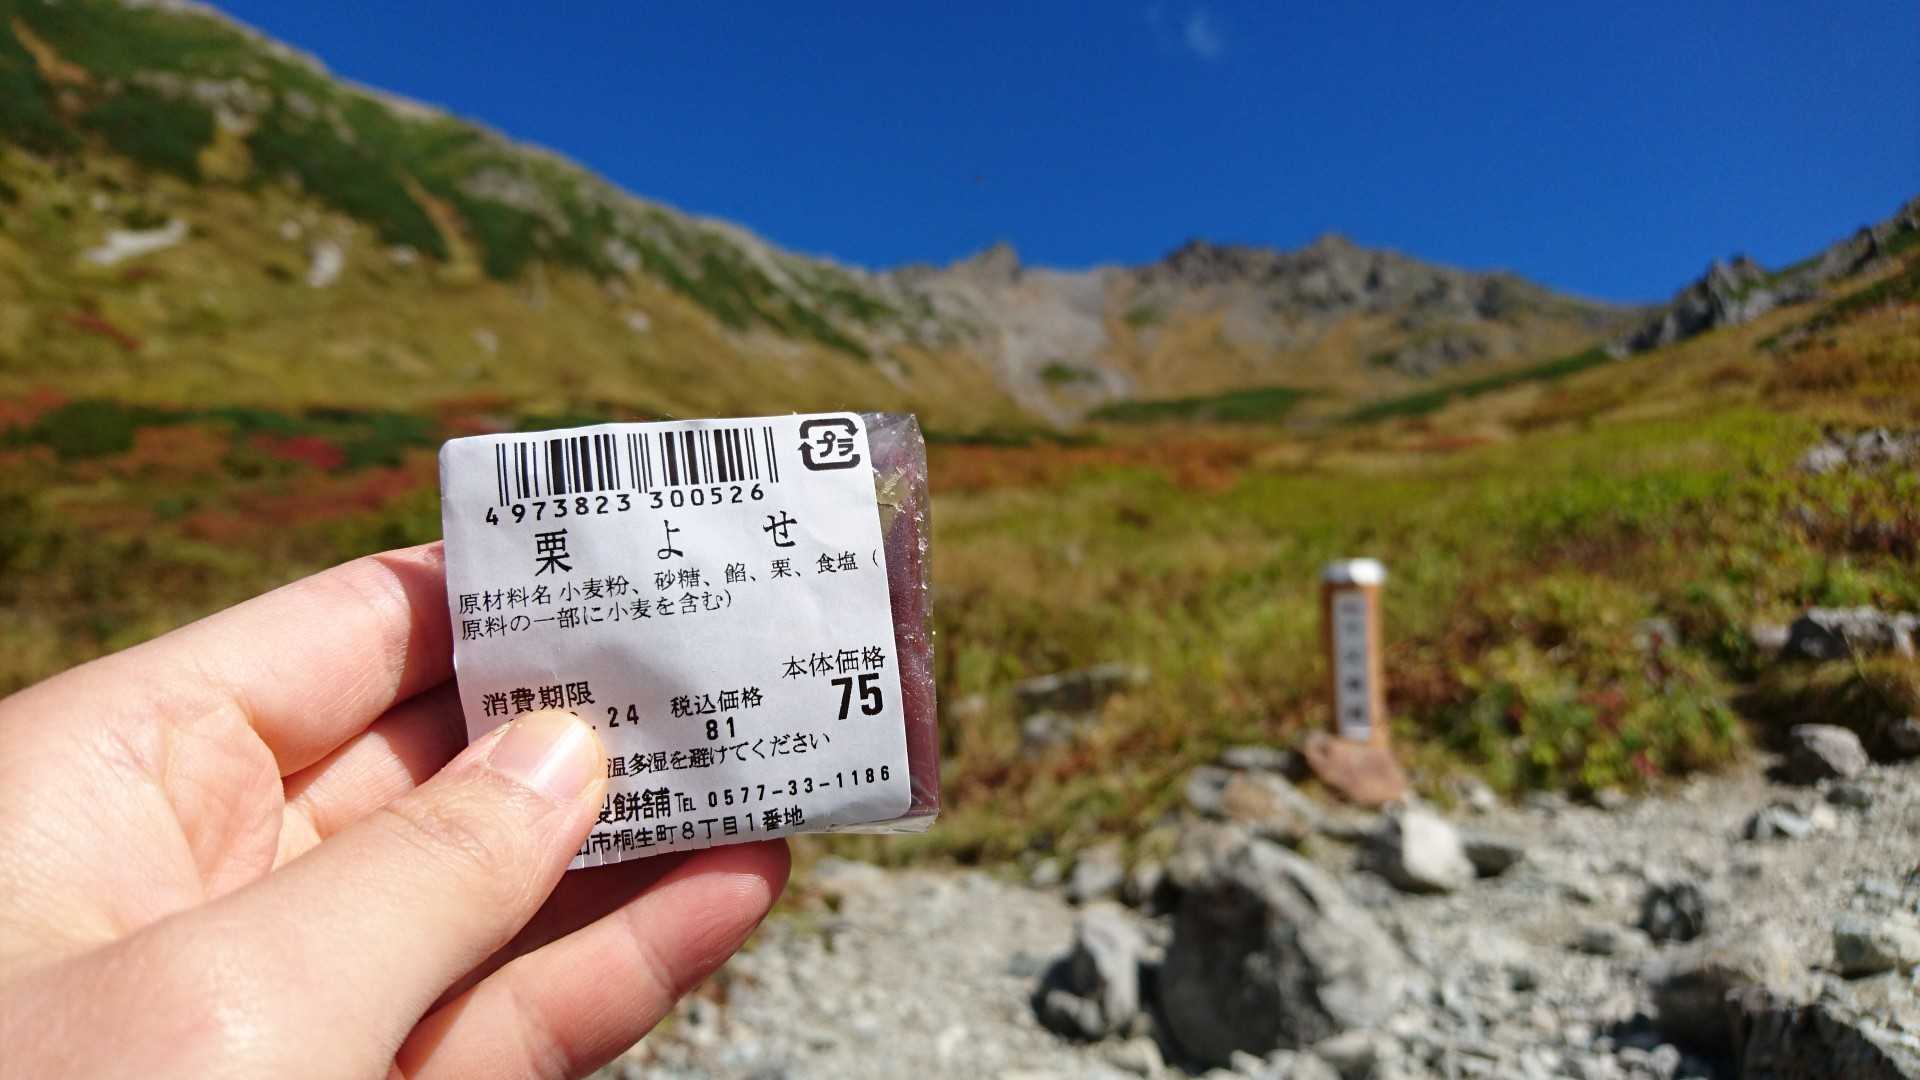 プラ
4 973823 300526
栗よせ
原材料名 小麦粉、砂糖、餡、栗、食塩（
原料の一部に小麦を含む）
本体価格
75
消費期限
.24
税込価格
81
温多湿を避けてください
製餅舗 TEL 0577-33-1186
山市桐生町8丁目1番地